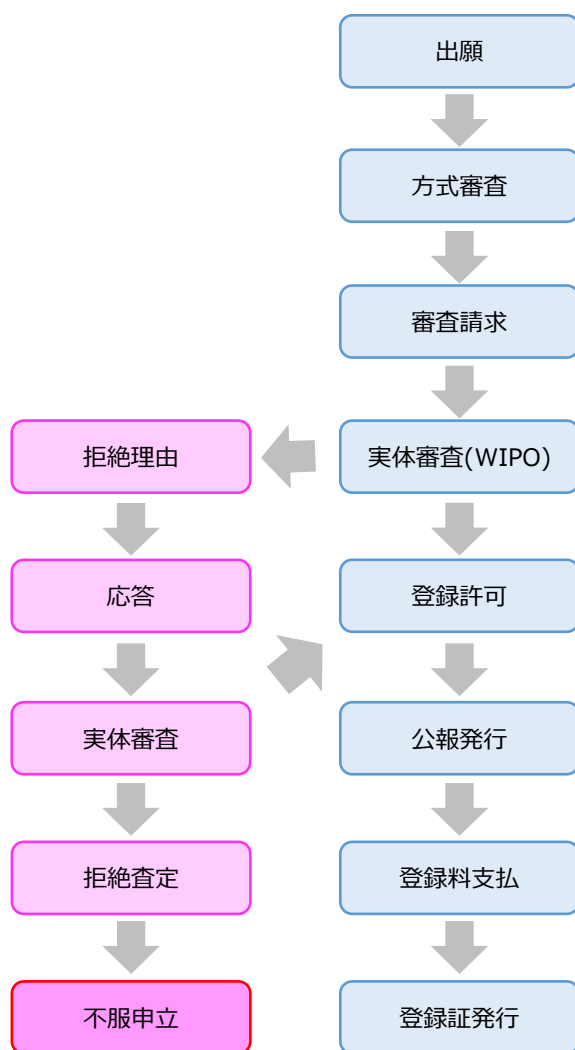 出願
方式審査
審査請求
拒絶理由
実体審査(WIPO)
応答
登録許可
実体審査
公報発行
拒絶査定
登録料支払
不服申立
登録証発行